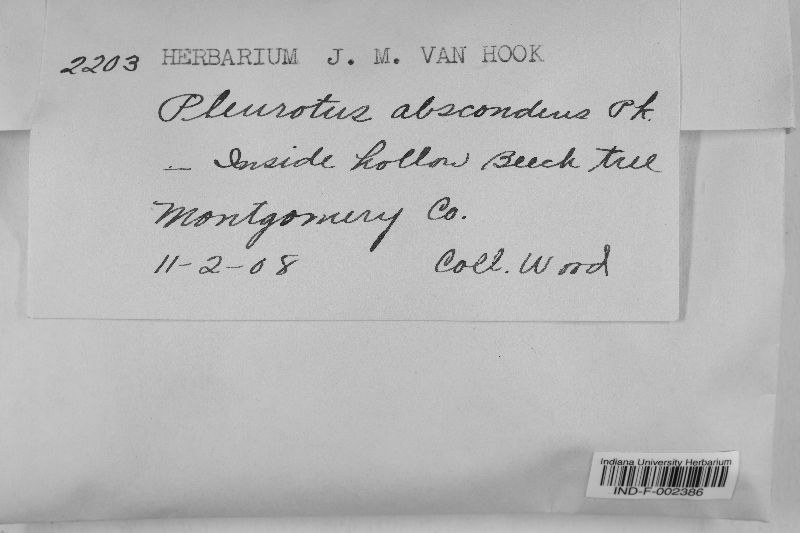 2203 HERBARIUM J. M. VAN HOOK
Pleurotus abscondens Pk.
— Inside hollow Beech tree
Montgomery Co.
11-2-08 Coll. Wood
Indiana University Herbarium
IND-F-002386